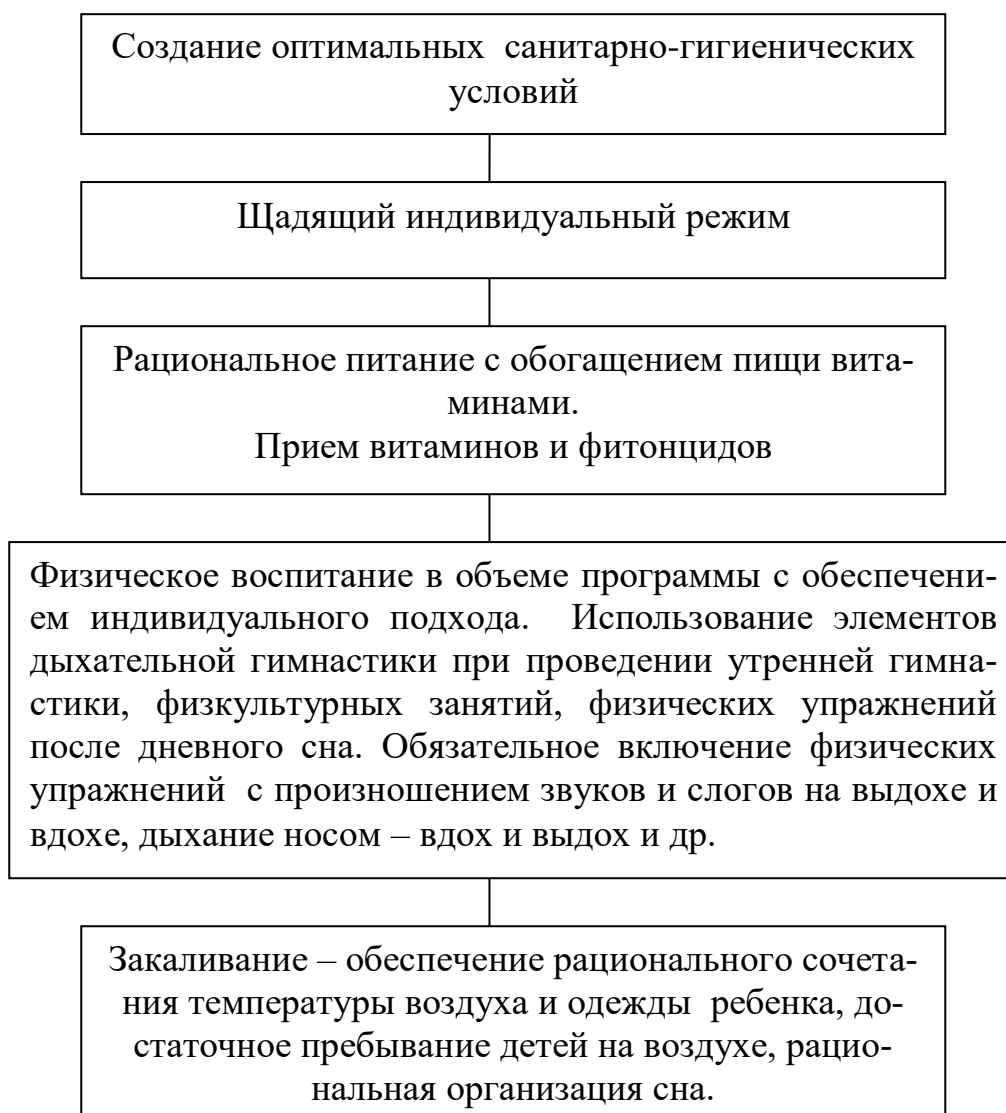 Создание оптимальных санитарно-гигиенических
условий
Щадящий индивидуальный режим
Рациональное питание с обогащением пищи вита-
минами.
Прием витаминов и фитонцидов
Физическое воспитание в объеме программы с обеспечени-
ем индивидуального подхода. Использование элементов
дыхательной гимнастики при проведении утренней гимна-
стики, физкультурных занятий, физических упражнений
после дневного сна. Обязательное включение физических
упражнений с произношением звуков и слогов на выдохе и
вдохе, дыхание носом – вдох и выдох и др.
Закаливание – обеспечение рационального сочета-
ния температуры воздуха и одежды ребенка, до-
статочное пребывание детей на воздухе, рацио-
нальная организация сна.